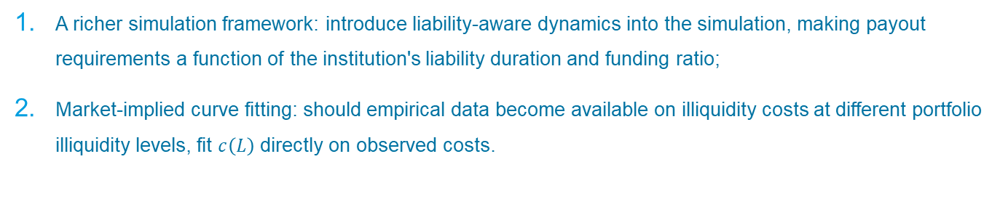 1. A richer simulation framework: introduce liability-aware dynamics into the simulation, making payout
requirements a function of the institution's liability duration and funding ratio;
2. Market-implied curve fitting: should empirical data become available on illiquidity costs at different portfolio
illiquidity levels, fit c(L) directly on observed costs.